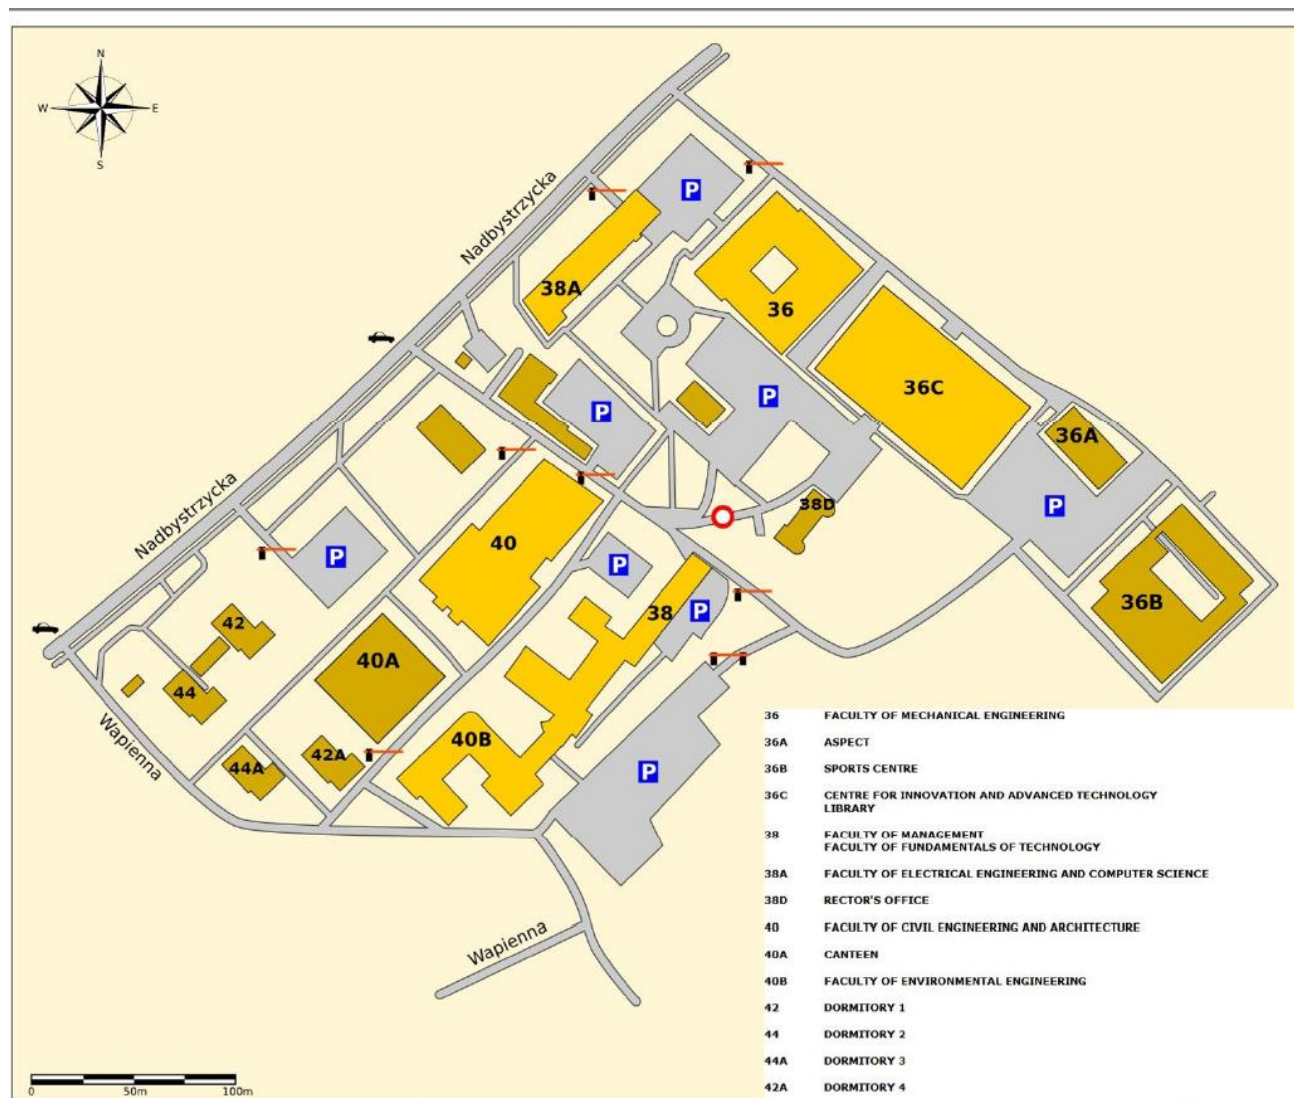 N
W E
S
Nadbystrzycka
P
38A
36
36C
P
P
36A
Nadbystrzycka
38D
P
40
P
P
36B
38
P
42
40A
44
Wapienna
40B
42A
44A
P
Wapienna
36 FACULTY OF MECHANICAL ENGINEERING
36A ASPECT
36B SPORTS CENTRE
36C CENTRE FOR INNOVATION AND ADVANCED TECHNOLOGY
LIBRARY
38 FACULTY OF MANAGEMENT
FACULTY OF FUNDAMENTALS OF TECHNOLOGY
38A FACULTY OF ELECTRICAL ENGINEERING AND COMPUTER SCIENCE
38D RECTOR'S OFFICE
40 FACULTY OF CIVIL ENGINEERING AND ARCHITECTURE
40A CANTEEN
40B FACULTY OF ENVIRONMENTAL ENGINEERING
42 DORMITORY 1
44 DORMITORY 2
44A DORMITORY 3
42A DORMITORY 4
0 50m 100m